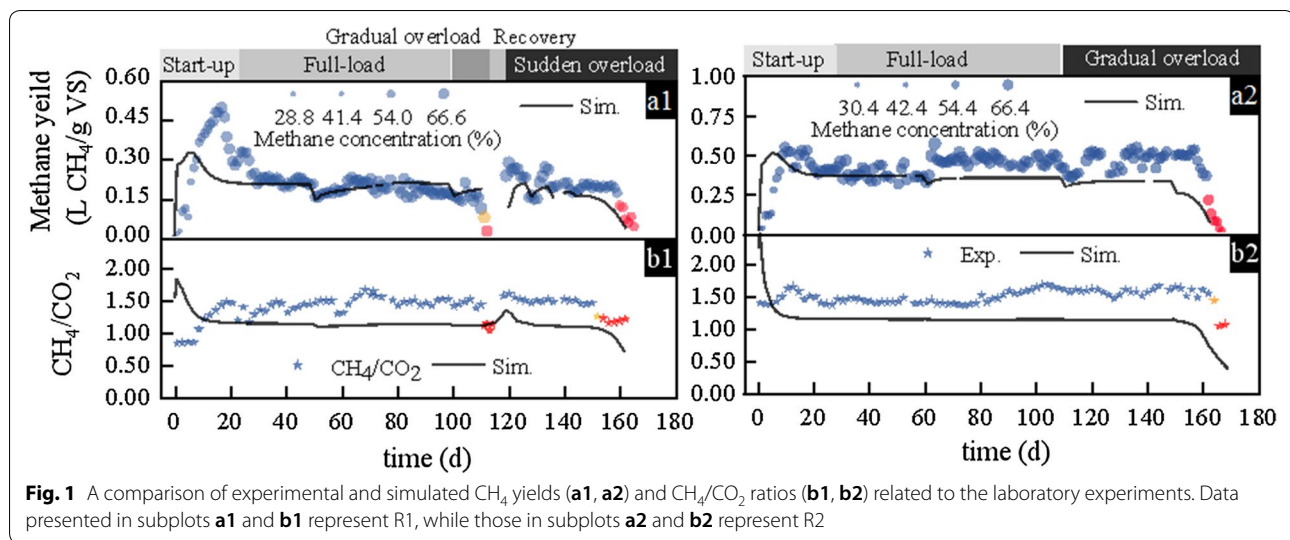 Gradual overload Recovery
Start-up Full-load Sudden overload
Start-up Full-load Gradual overload
Methane yeild
(L CH₄/g VS)
0.60
0.45
0.30
0.15
0.00
28.8 41.4 54.0 66.6
Methane concentration (%)
Sim.
a1
1.00
0.75
0.50
0.25
0.00
30.4 42.4 54.4 66.4
Methane concentration (%)
Sim.
a2
CH₄/CO₂
2.00
1.50
1.00
0.50
0.00
CH₄/CO₂ Sim.
b1
0 20 40 60 80 100 120 140 160 180
time (d)
2.00
1.50
1.00
0.50
0.00
Exp. Sim.
b2
0 20 40 60 80 100 120 140 160 180
time (d)
Fig. 1 A comparison of experimental and simulated CH₄ yields (a1, a2) and CH₄/CO₂ ratios (b1, b2) related to the laboratory experiments. Data
presented in subplots a1 and b1 represent R1, while those in subplots a2 and b2 represent R2